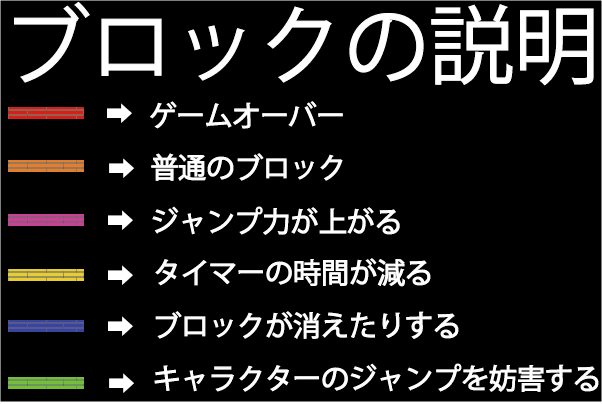 ブロックの説明
ゲームオーバー
普通のブロック
ジャンプ力が上がる
タイマーの時間が減る
ブロックが消えたりする
キャラクターのジャンプを妨害する